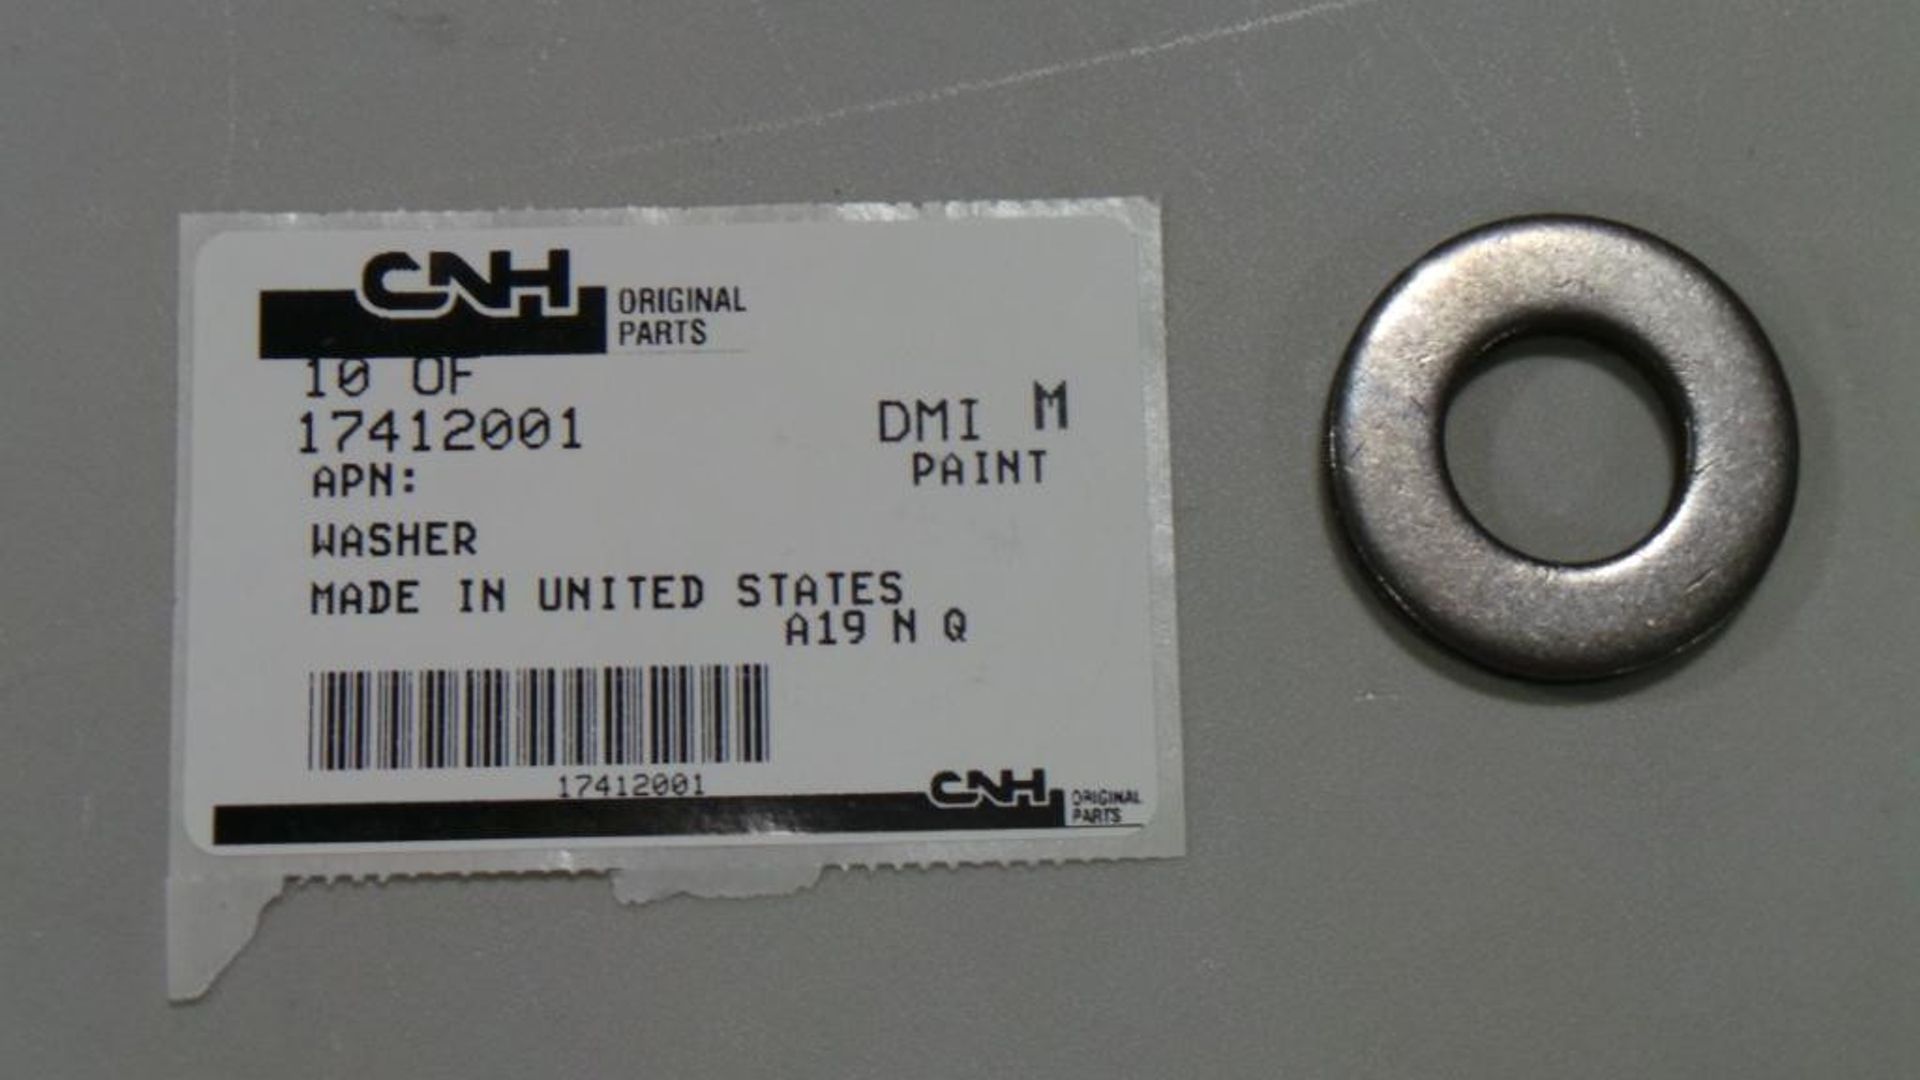 CNH ORIGINAL
PARTS
10 OF
17412001
DMI M
APN:
PAINT
WASHER
MADE IN UNITED STATES
A19 N Q
17412001
CNH ORIGINAL
PARTS